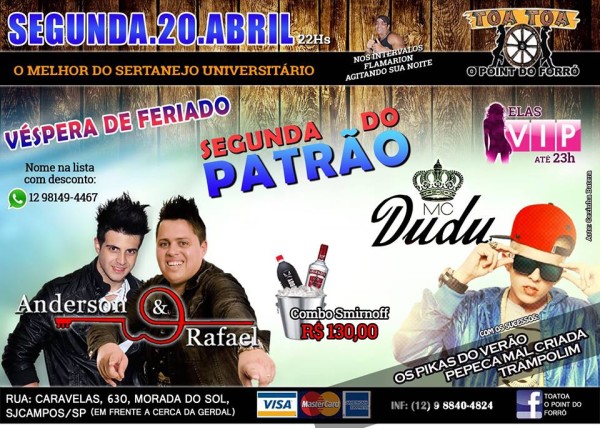 SEGUNDA.20.ABRIL 22Hs
O MELHOR DO SERTANEJO UNIVERSITÁRIO
NOS INTERVALOS
FLAMARION
AGITANDO SUA NOITE
TOA TOA
O POINT DO FORRÓ
VÉSPERA DE FERIADO
SEGUNDA DO
PATRÃO
ELAS
VIP
ATÉ 23h
Nome na lista
com desconto:
12 98149-4467
MC
Dudu
Anderson &
Rafael
Combo Smirnoff
R$ 130,00
COM OS SUCESSOS:
OS PIKAS DO VERÃO
PEPECA MAL CRIADA
TRAMPOLIM
RUA: CARAVELAS, 630, MORADA DO SOL,
SJCAMPOS/SP (EM FRENTE A CERCA DA GERDAL)
VISA
MasterCard
AMERICAN EXPRESS
INF: (12) 9 8840-4824
f
TOATOA
O POINT DO
FORRÓ